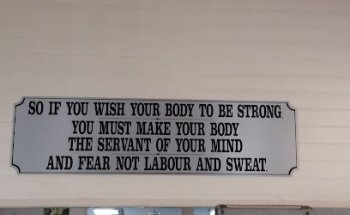 SO IF YOU WISH YOUR BODY TO BE STRONG,
YOU MUST MAKE YOUR BODY
THE SERVANT OF YOUR MIND
AND FEAR NOT LABOUR AND SWEAT.